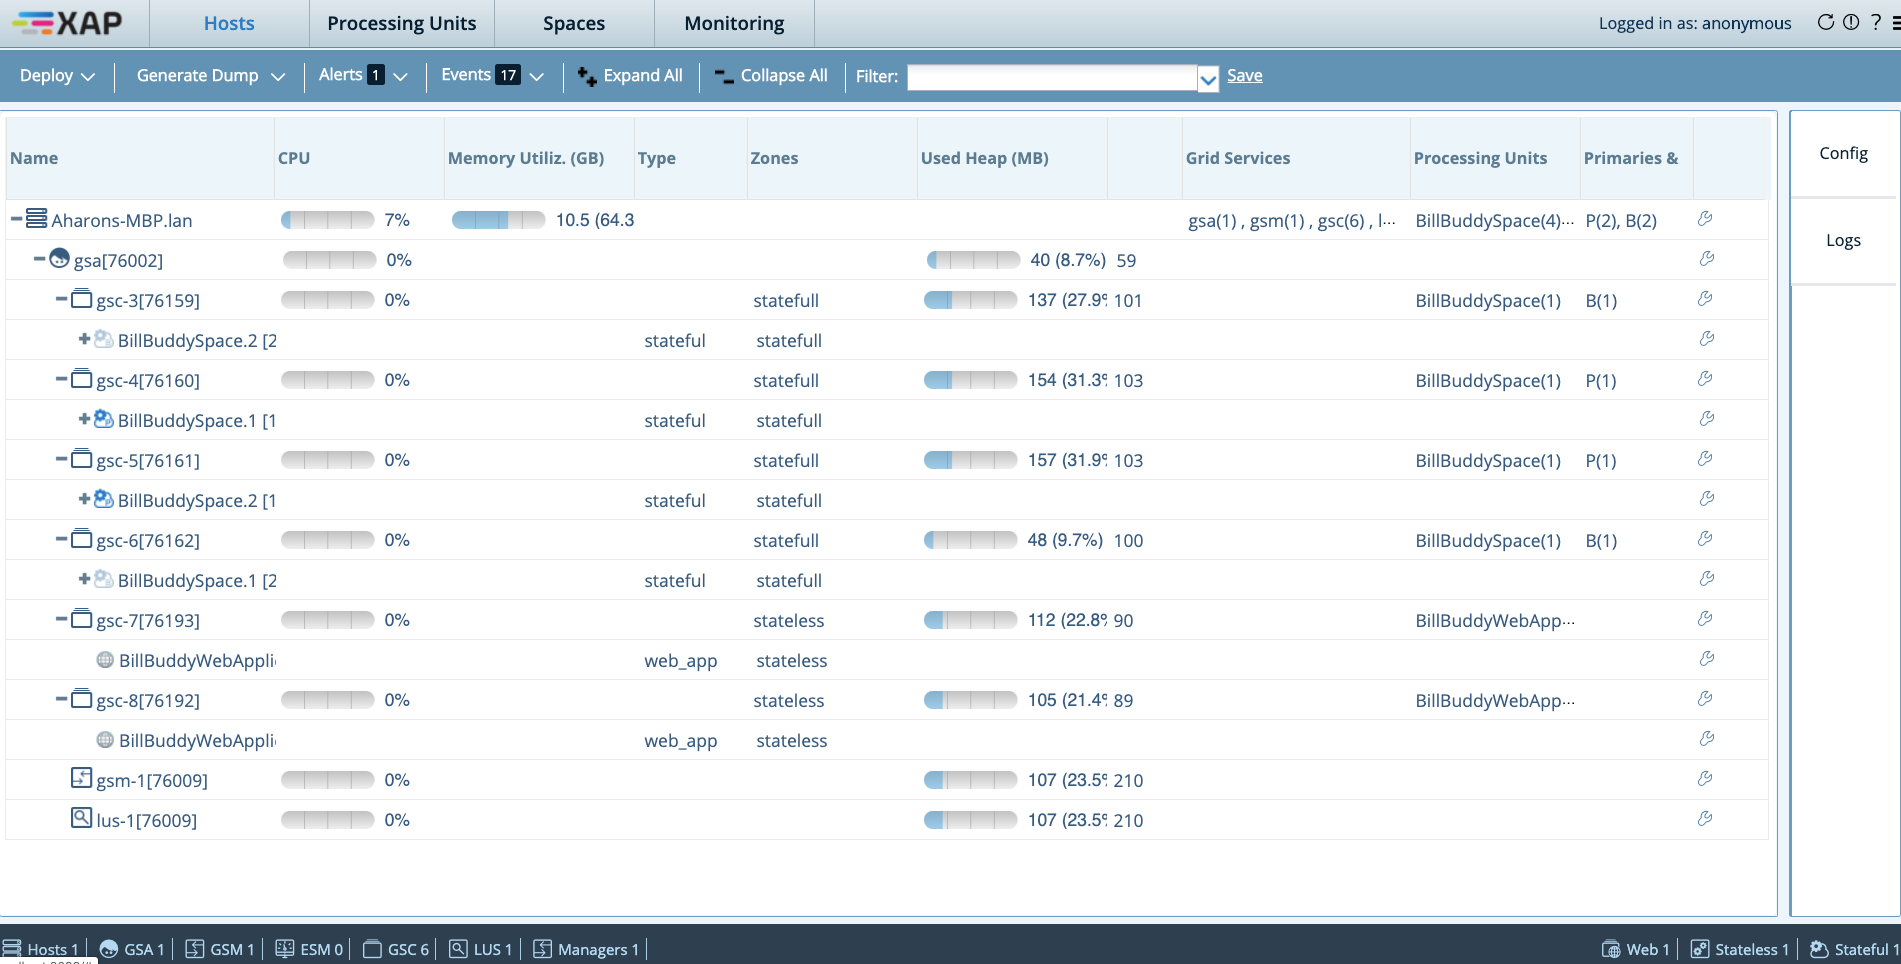 XAP Hosts Processing Units Spaces Monitoring Logged in as: anonymous ?
Deploy Generate Dump Alerts 1 Events 17 Expand All Collapse All Filter: Save
Name CPU Memory Utiliz. (GB) Type Zones Used Heap (MB) Grid Services Processing Units Primaries &
Aharons-MBP.lan 7% 10.5 (64.3 gsa(1) , gsm(1) , gsc(6) , l... BillBuddySpace(4)... P(2), B(2)
gsa[76002] 0% 40 (8.7%) 59
gsc-3[76159] 0% statefull 137 (27.9% 101 BillBuddySpace(1) B(1)
BillBuddySpace.2 [2 stateful statefull
gsc-4[76160] 0% statefull 154 (31.3% 103 BillBuddySpace(1) P(1)
BillBuddySpace.1 [1 stateful statefull
gsc-5[76161] 0% statefull 157 (31.9% 103 BillBuddySpace(1) P(1)
BillBuddySpace.2 [1 stateful statefull
gsc-6[76162] 0% statefull 48 (9.7%) 100 BillBuddySpace(1) B(1)
BillBuddySpace.1 [2 stateful statefull
gsc-7[76193] 0% stateless 112 (22.8% 90 BillBuddyWebApp...
BillBuddyWebAppli web_app stateless
gsc-8[76192] 0% stateless 105 (21.4% 89 BillBuddyWebApp...
BillBuddyWebAppli web_app stateless
gsm-1[76009] 0% 107 (23.5% 210
lus-1[76009] 0% 107 (23.5% 210
Config
Logs
Hosts 1 GSA 1 GSM 1 ESM 0 GSC 6 LUS 1 Managers 1 Web 1 Stateless 1 Stateful 1